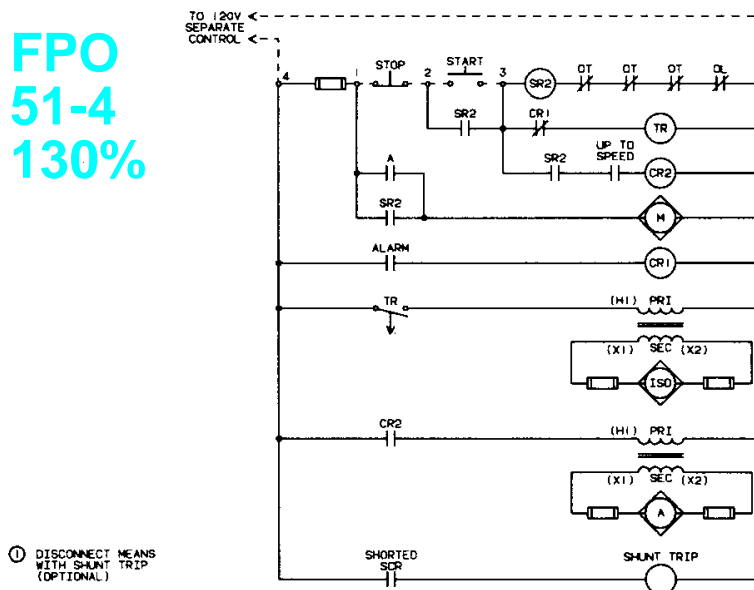 TO 120V
SEPARATE
CONTROL
FPO
51-4
130%
4
1
STOP
2
START
3
SR2
OT
OT
OT
OL
SR2
CR1
TR
SR2
UP TO
SPEED
CR2
A
SR2
M
ALARM
CR1
TR
(H1) PRI
(X1) SEC (X2)
ISO
CR2
(H1) PRI
(X1) SEC (X2)
A
1 DISCONNECT MEANS
WITH SHUNT TRIP
(OPTIONAL)
SHORTED
SCR
SHUNT TRIP